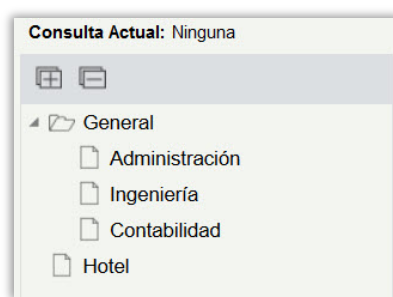 Consulta Actual: Ninguna
General
Administración
Ingeniería
Contabilidad
Hotel